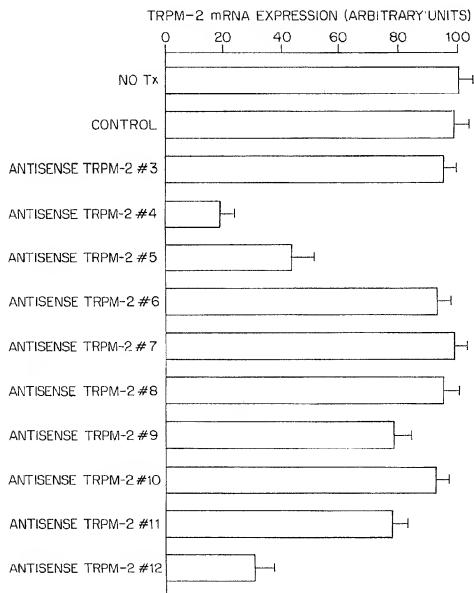 TRPM-2 mRNA EXPRESSION (ARBITRARY UNITS)
0 20 40 60 80 100
NO Tx
CONTROL
ANTISENSE TRPM-2 #3
ANTISENSE TRPM-2 #4
ANTISENSE TRPM-2 #5
ANTISENSE TRPM-2 #6
ANTISENSE TRPM-2 #7
ANTISENSE TRPM-2 #8
ANTISENSE TRPM-2 #9
ANTISENSE TRPM-2 #10
ANTISENSE TRPM-2 #11
ANTISENSE TRPM-2 #12